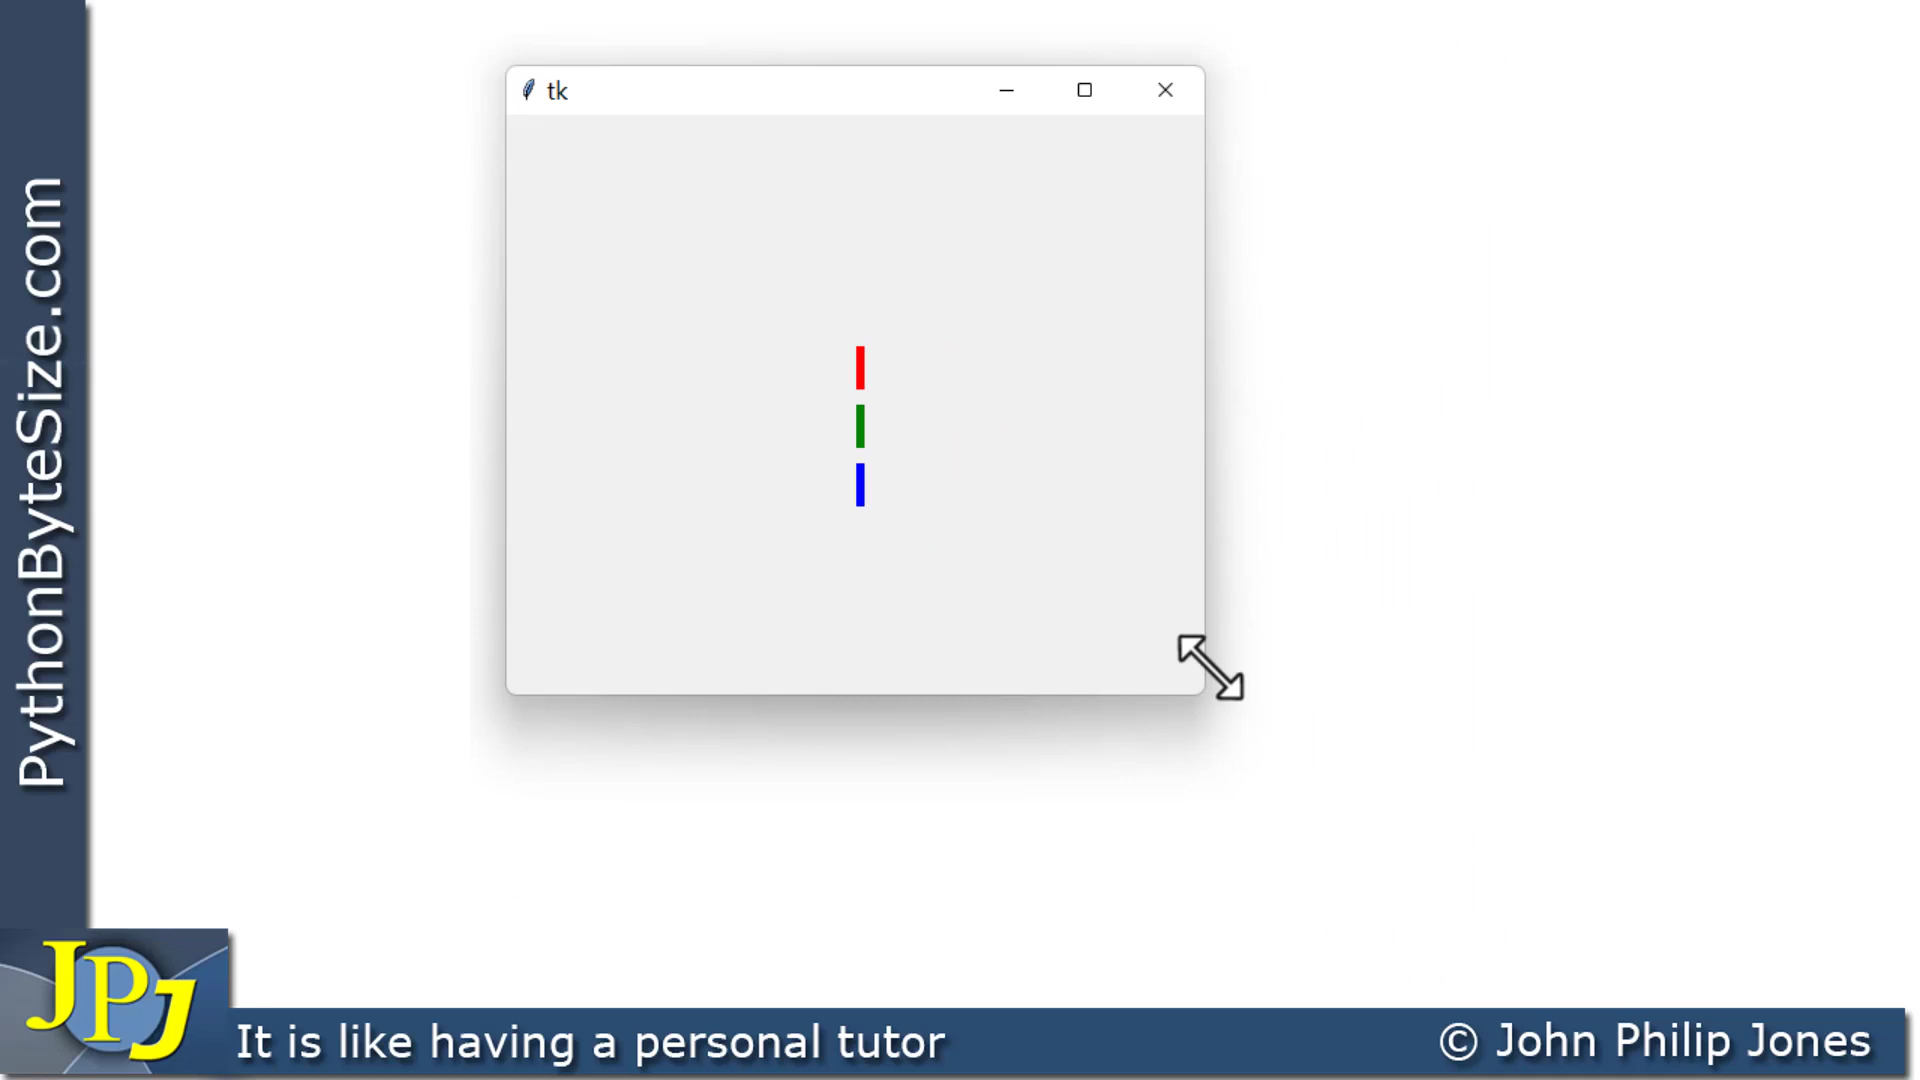 tk
PythonByteSize.com
JPJ
It is like having a personal tutor
© John Philip Jones